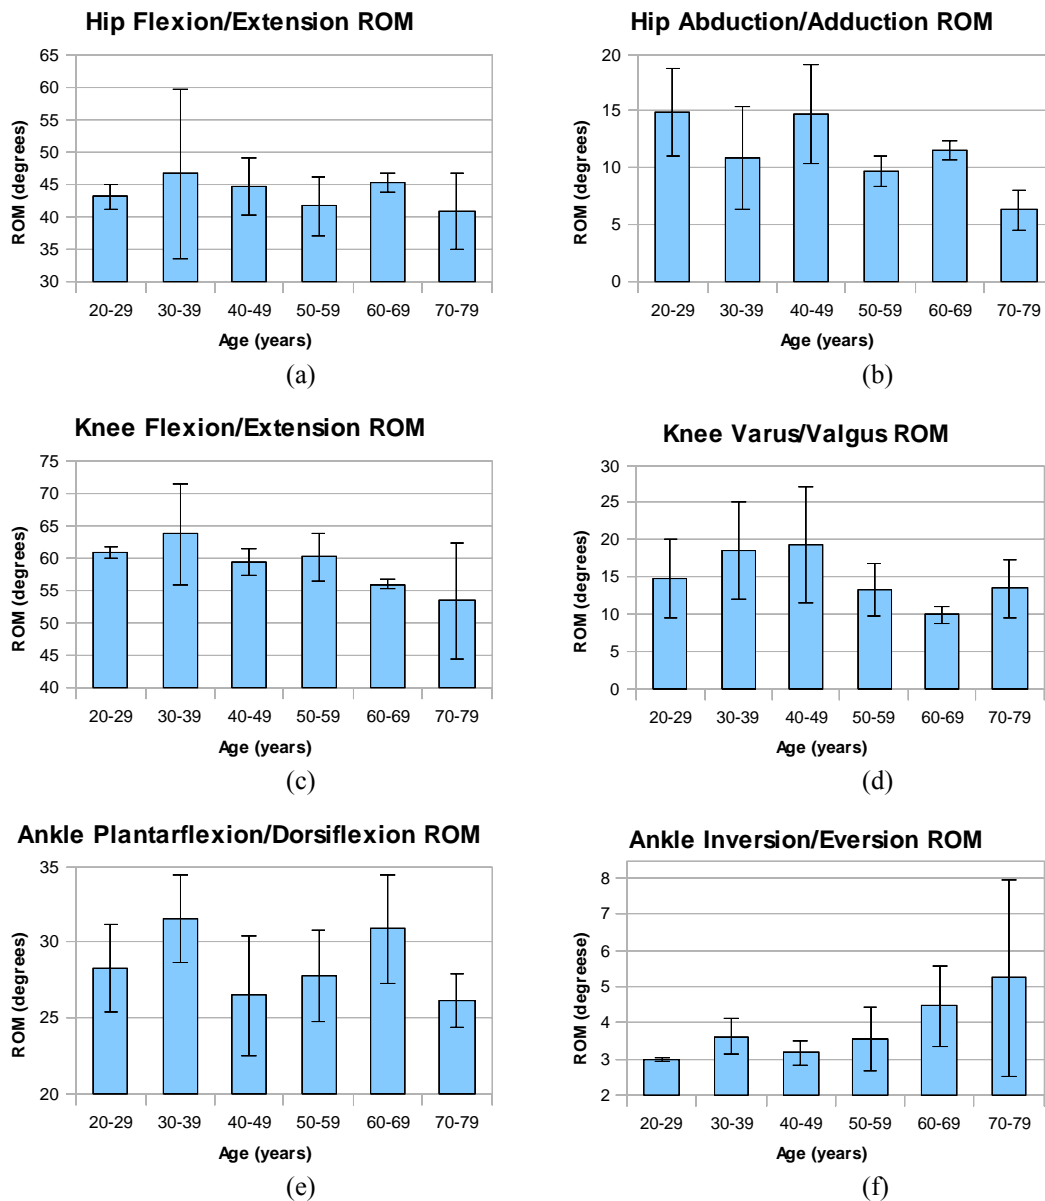 Hip Flexion/Extension ROM
65
60
55
50
45
40
35
30
ROM (degrees)
20-29 30-39 40-49 50-59 60-69 70-79
Age (years)
(a)
Hip Abduction/Adduction ROM
20
15
10
5
0
ROM (degrees)
20-29 30-39 40-49 50-59 60-69 70-79
Age (years)
(b)
Knee Flexion/Extension ROM
75
70
65
60
55
50
45
40
ROM (degrees)
20-29 30-39 40-49 50-59 60-69 70-79
Age (years)
(c)
Knee Varus/Valgus ROM
30
25
20
15
10
5
0
ROM (degrees)
20-29 30-39 40-49 50-59 60-69 70-79
Age (years)
(d)
Ankle Plantarflexion/Dorsiflexion ROM
35
30
25
20
ROM (degrees)
20-29 30-39 40-49 50-59 60-69 70-79
Age (years)
(e)
Ankle Inversion/Eversion ROM
8
7
6
5
4
3
2
ROM (degreese)
20-29 30-39 40-49 50-59 60-69 70-79
Age (years)
(f)